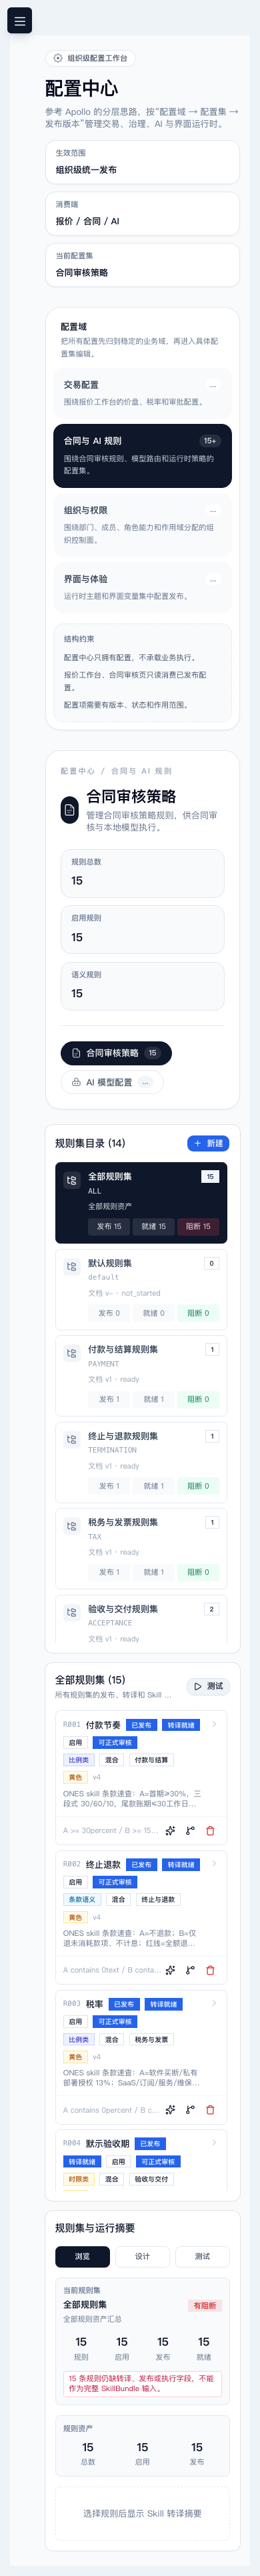 组织级配置工作台
配置中心
参考 Apollo 的分层思路，按“配置域 → 配置集 →
发布版本”管理交易、治理、AI 与界面运行时。
生效范围
组织级统一发布
消费端
报价 / 合同 / AI
当前配置集
合同审核策略
配置域
把所有配置先归到稳定的业务域，再进入具体配
置集编辑。
交易配置 ...
围绕报价工作台的价盘、税率和审批配置。
合同与 AI 规则 15+
围绕合同审核规则、模型路由和运行时策略的
配置集。
组织与权限 ...
围绕部门、成员、角色能力和作用域分配的组
织控制面。
界面与体验 ...
运行时主题和界面变量集中配置发布。
结构约束
配置中心只拥有配置，不承载业务执行。
报价工作台、合同审核页只读消费已发布配
置。
配置项需要有版本、状态和作用范围。
配置中心 / 合同与 AI 规则
合同审核策略
管理合同审核策略规则，供合同审
核与本地模型执行。
规则总数
15
启用规则
15
语义规则
15
合同审核策略 15
AI 模型配置 ...
规则集目录 (14) 新建
全部规则集 15
ALL
全部规则资产
发布 15 就绪 15 阻断 15
默认规则集 0
default
文档 v— · not_started
发布 0 就绪 0 阻断 0
付款与结算规则集 1
PAYMENT
文档 v1 · ready
发布 1 就绪 1 阻断 0
终止与退款规则集 1
TERMINATION
文档 v1 · ready
发布 1 就绪 1 阻断 0
税务与发票规则集 1
TAX
文档 v1 · ready
发布 1 就绪 1 阻断 0
验收与交付规则集 2
ACCEPTANCE
文档 v1 · ready
全部规则集 (15) 测试
所有规则集的发布、转译和 Skill ...
R001 付款节奏 已发布 转译就绪
启用 可正式审核
比例类 混合 付款与结算
黄色 v4
ONES skill 条款速查：A=首期≥30%，三
段式 30/60/10，尾款账期≤30工作日...
A >= 30percent / B >= 15...
R002 终止退款 已发布 转译就绪
启用 可正式审核
条款语义 混合 终止与退款
黄色 v4
ONES skill 条款速查：A=不退款；B=仅
退未消耗款项、不计息；红线=全额退...
A contains 0text / B conta...
R003 税率 已发布 转译就绪
启用 可正式审核
比例类 混合 税务与发票
黄色 v4
ONES skill 条款速查：A=软件买断/私有
部署授权 13%；SaaS/订阅/服务/维保...
A contains 0percent / B c...
R004 默示验收期 已发布
转译就绪 启用 可正式审核
时限类 混合 验收与交付
规则集与运行摘要
浏览 设计 测试
当前规则集
全部规则集 有阻断
全部规则资产汇总
15 15 15 15
规则 启用 发布 就绪
15 条规则仍缺转译、发布或执行字段，不能
作为完整 SkillBundle 输入。
规则资产
15 15 15
总数 启用 发布
选择规则后显示 Skill 转译摘要